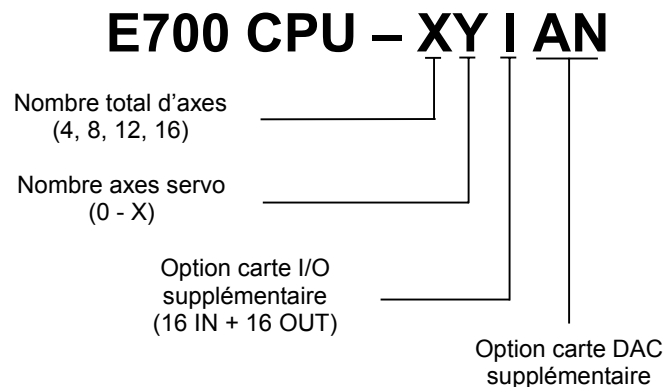 E700 CPU – XY I AN
Nombre total d'axes
(4, 8, 12, 16)
Nombre axes servo
(0 - X)
Option carte I/O
supplémentaire
(16 IN + 16 OUT)
Option carte DAC
supplémentaire